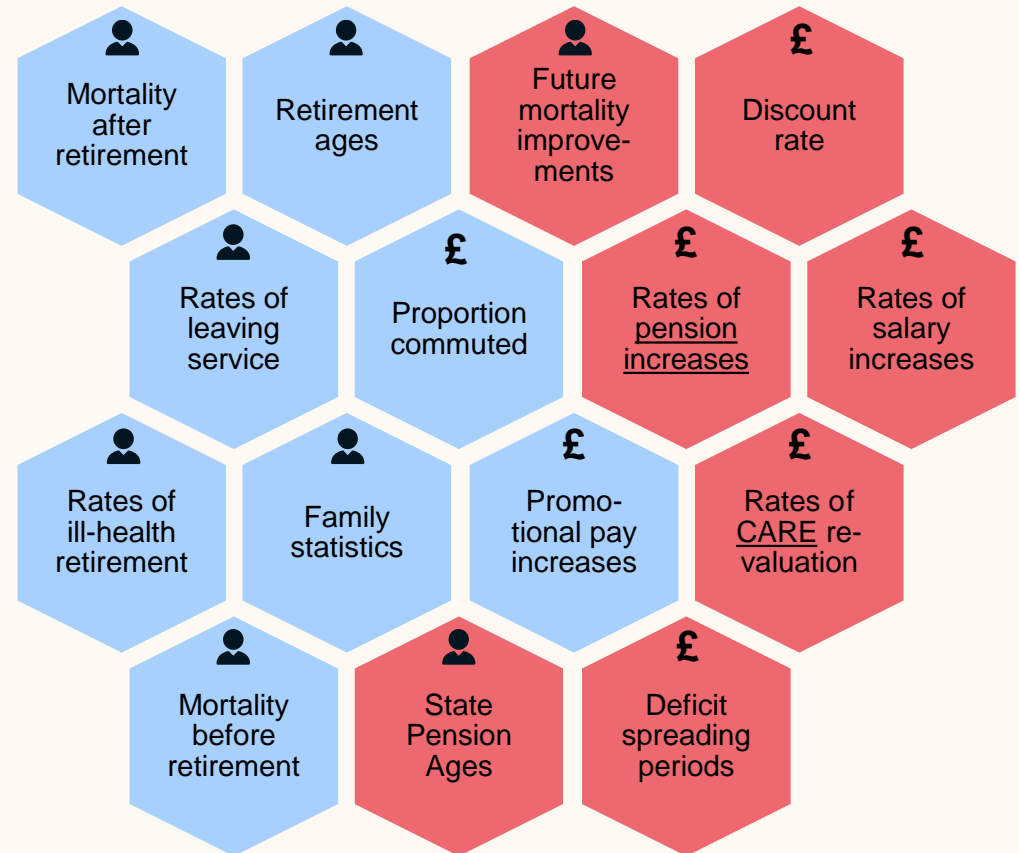 Mortality
after
retirement
Retirement
ages
Future
mortality
improve-
ments
£
Discount
rate
Rates of
leaving
service
£
Proportion
commuted
£
Rates of
pension
increases
£
Rates of
salary
increases
Rates of
ill-health
retirement
Family
statistics
£
Promo-
tional pay
increases
£
Rates of
CARE re-
valuation
Mortality
before
retirement
State
Pension
Ages
£
Deficit
spreading
periods